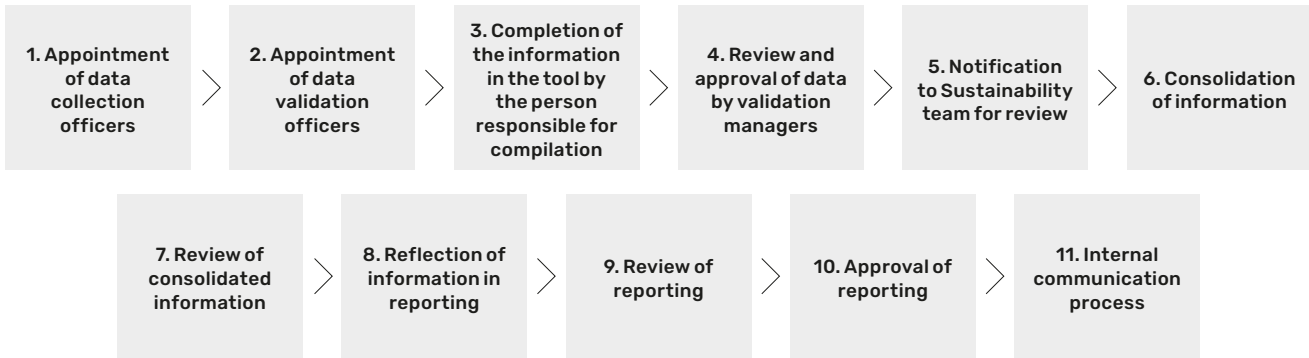 1. Appointment
of data
collection
officers
2. Appointment
of data
validation
officers
3. Completion of
the information
in the tool by
the person
responsible for
compilation
4. Review and
approval of data
by validation
managers
5. Notification
to Sustainability
team for review
6. Consolidation
of information
7. Review of
consolidated
information
8. Reflection of
information in
reporting
9. Review of
reporting
10. Approval of
reporting
11. Internal
communication
process